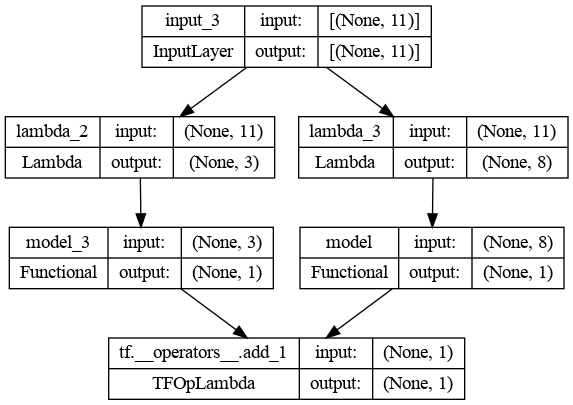 input_3 input: [(None, 11)]
InputLayer output: [(None, 11)]
lambda_2 input: (None, 11)
Lambda output: (None, 3)
lambda_3 input: (None, 11)
Lambda output: (None, 8)
model_3 input: (None, 3)
Functional output: (None, 1)
model input: (None, 8)
Functional output: (None, 1)
tf.__operators__.add_1 input: (None, 1)
TFOpLambda output: (None, 1)